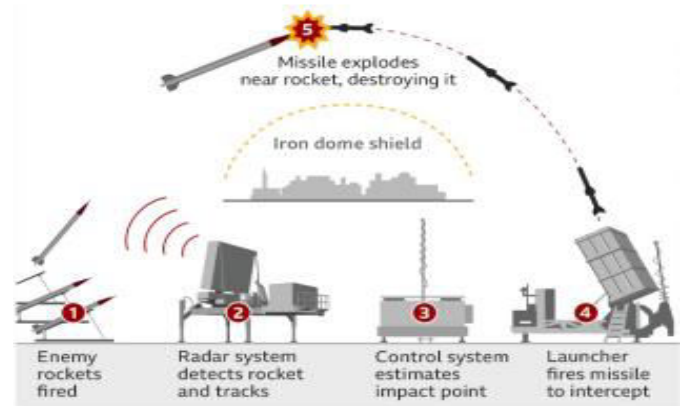 5
Missile explodes
near rocket, destroying it
Iron dome shield
1
2
3
4
Enemy
rockets
fired
Radar system
detects rocket
and tracks
Control system
estimates
impact point
Launcher
fires missile
to intercept